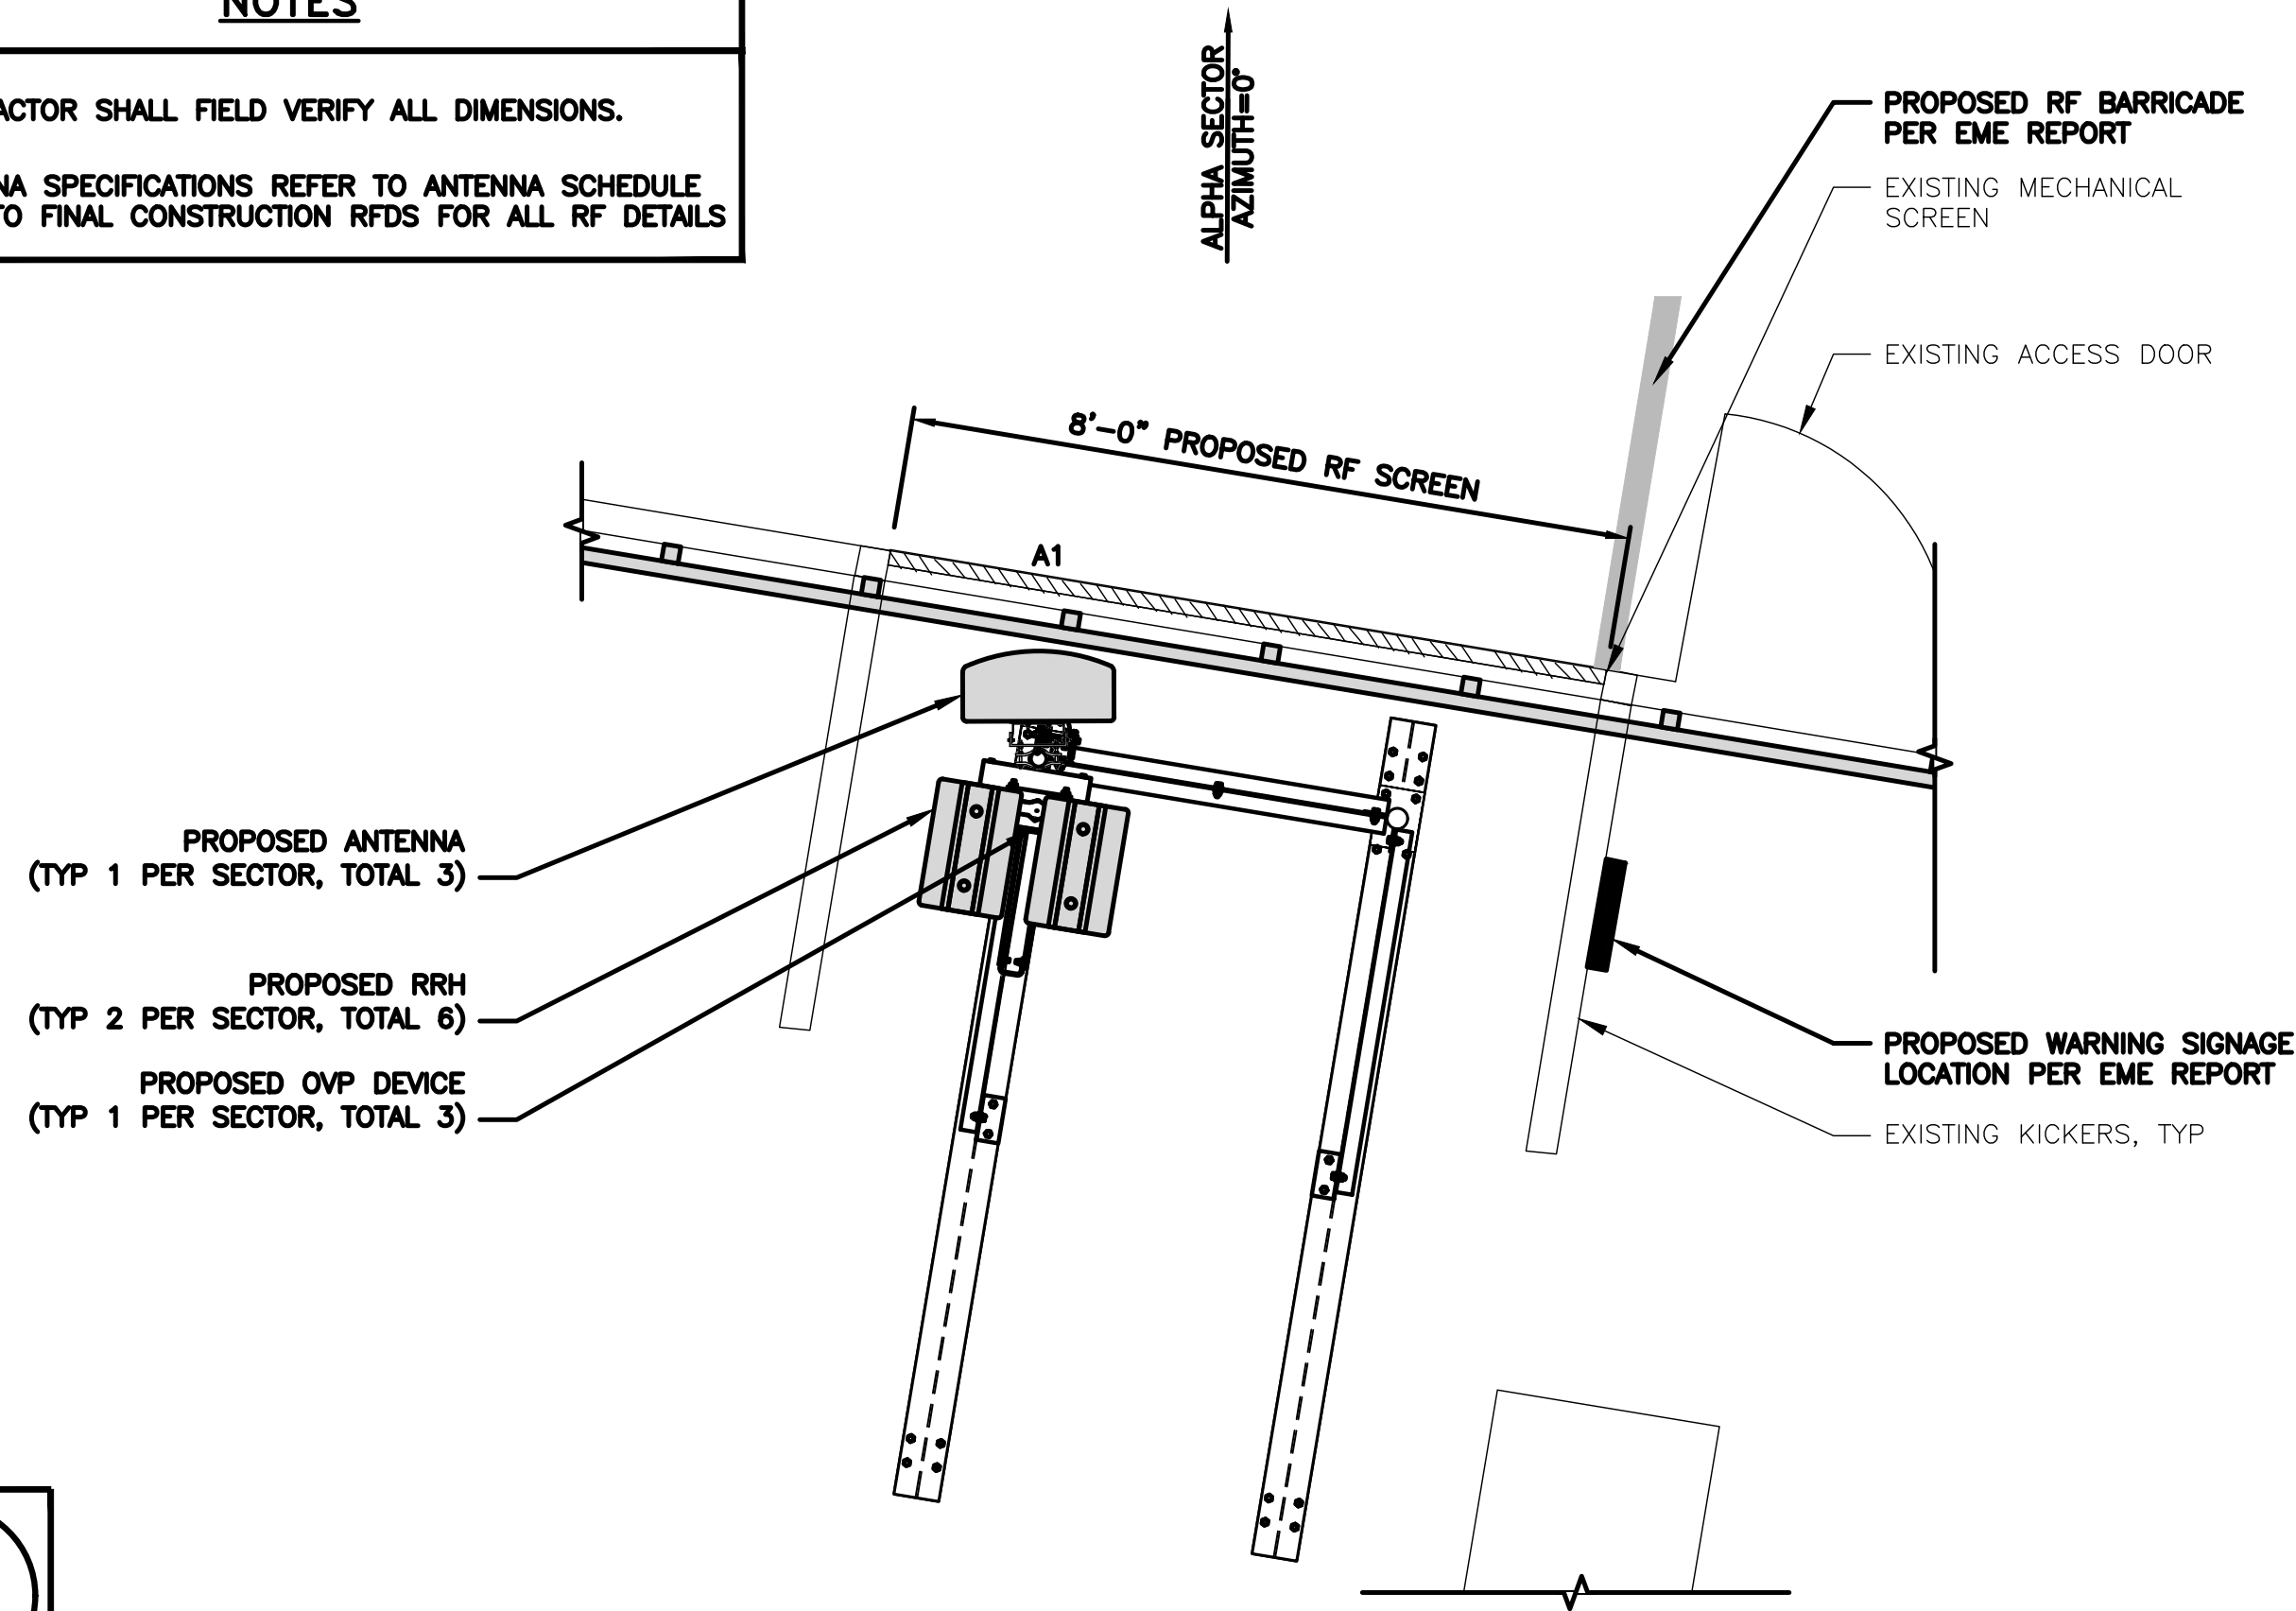 NOTES
SHALL FIELD VERIFY ALL DIMENSIONS.
SPECIFICATIONS REFER TO ANTENNA SCHEDULE
TO FINAL CONSTRUCTION RFDS FOR ALL RF DETAILS
ALPHA SECTOR
AZIMUTH=0°
PROPOSED RF BARRICADE
PER EME REPORT
EXISTING MECHANICAL
SCREEN
EXISTING ACCESS DOOR
8'-0" PROPOSED RF SCREEN
A1
PROPOSED ANTENNA
(TYP 1 PER SECTOR, TOTAL 3)
PROPOSED RRH
(TYP 2 PER SECTOR, TOTAL 6)
PROPOSED OVP DEVICE
(TYP 1 PER SECTOR, TOTAL 3)
PROPOSED WARNING SIGNAGE
LOCATION PER EME REPORT
EXISTING KICKERS, TYP